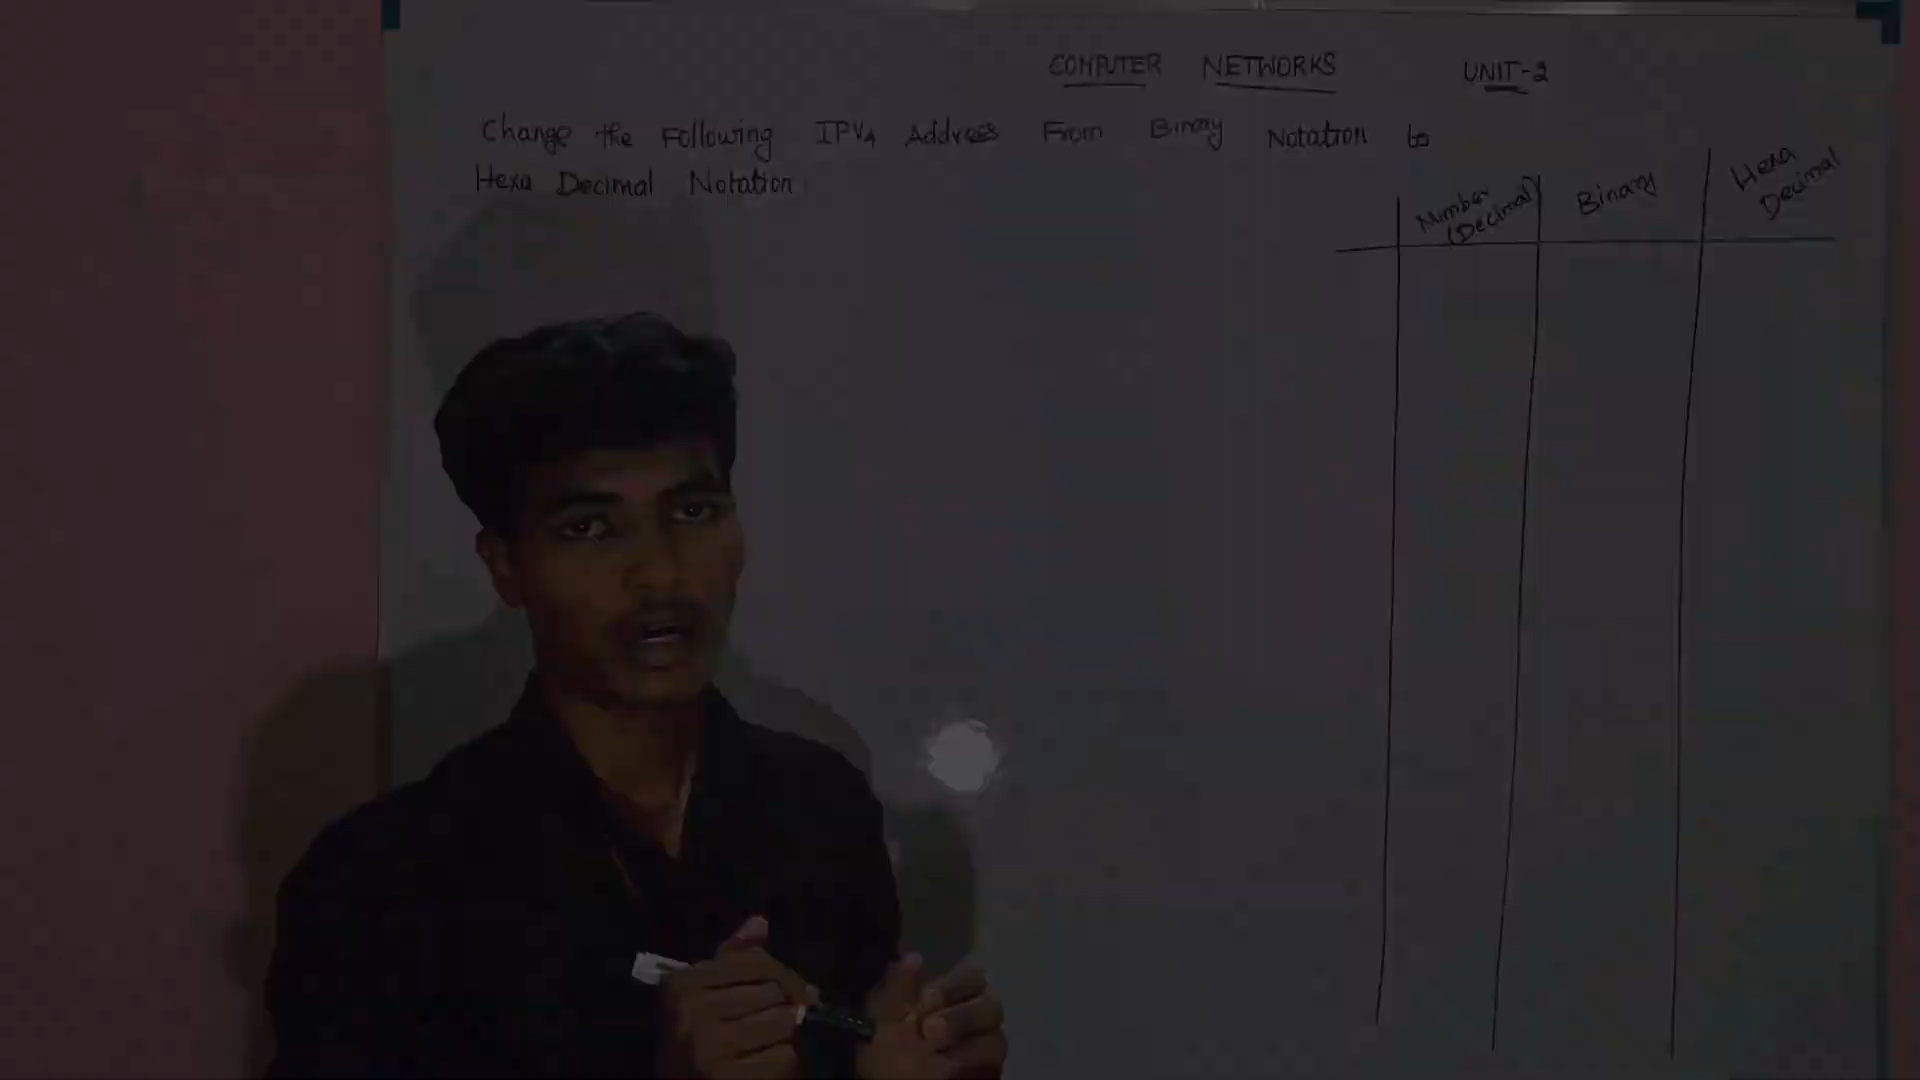 COMPUTER NETWORKS UNIT-2
Change the Following IPV4 Address From Binary Notation to
Hexa Decimal Notation
Number (Decimal)
Binary
Hexa Decimal